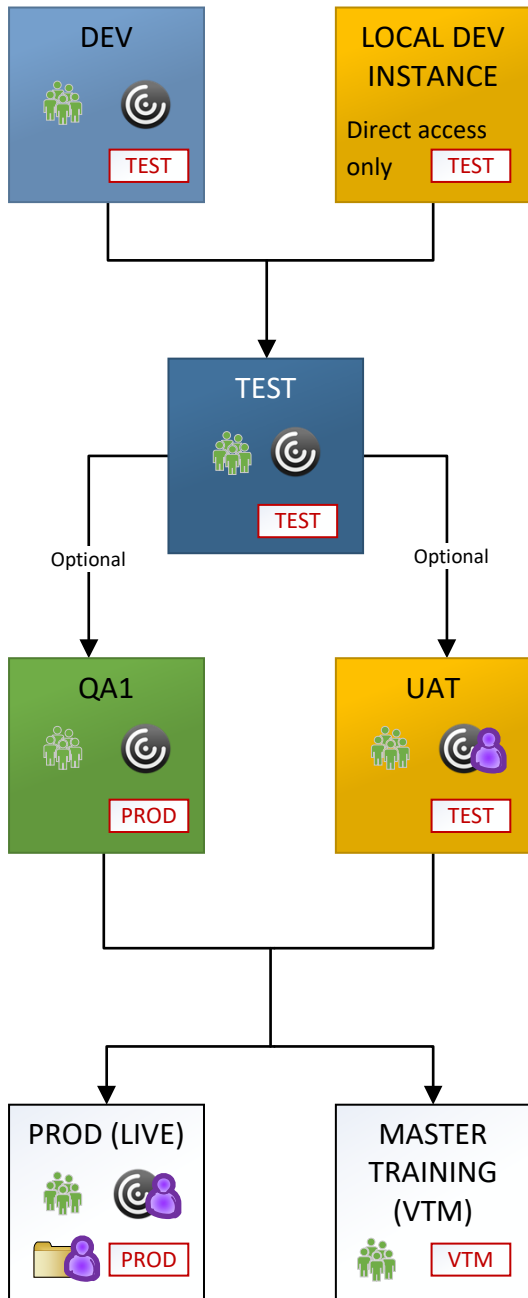 DEV
TEST
LOCAL DEV
INSTANCE
Direct access
only
TEST
TEST
TEST
Optional
Optional
QA1
PROD
UAT
TEST
PROD (LIVE)
PROD
MASTER
TRAINING
(VTM)
VTM